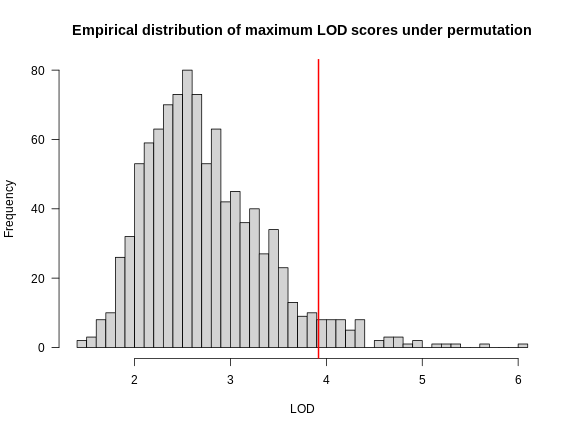 Empirical distribution of maximum LOD scores under permutation
80
60
40
20
0
Frequency
2 3 4 5 6
LOD